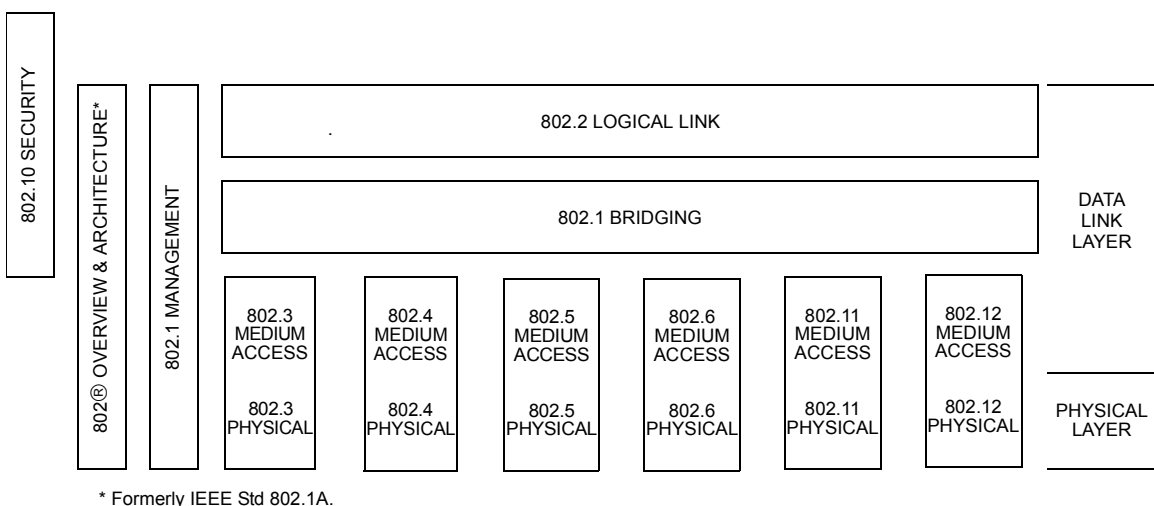 802.10 SECURITY
802® OVERVIEW & ARCHITECTURE*
802.1 MANAGEMENT
802.2 LOGICAL LINK
.
802.1 BRIDGING
802.3
MEDIUM
ACCESS
802.3
PHYSICAL
802.4
MEDIUM
ACCESS
802.4
PHYSICAL
802.5
MEDIUM
ACCESS
802.5
PHYSICAL
802.6
MEDIUM
ACCESS
802.6
PHYSICAL
802.11
MEDIUM
ACCESS
802.11
PHYSICAL
802.12
MEDIUM
ACCESS
802.12
PHYSICAL
DATA
LINK
LAYER
PHYSICAL
LAYER
* Formerly IEEE Std 802.1A.